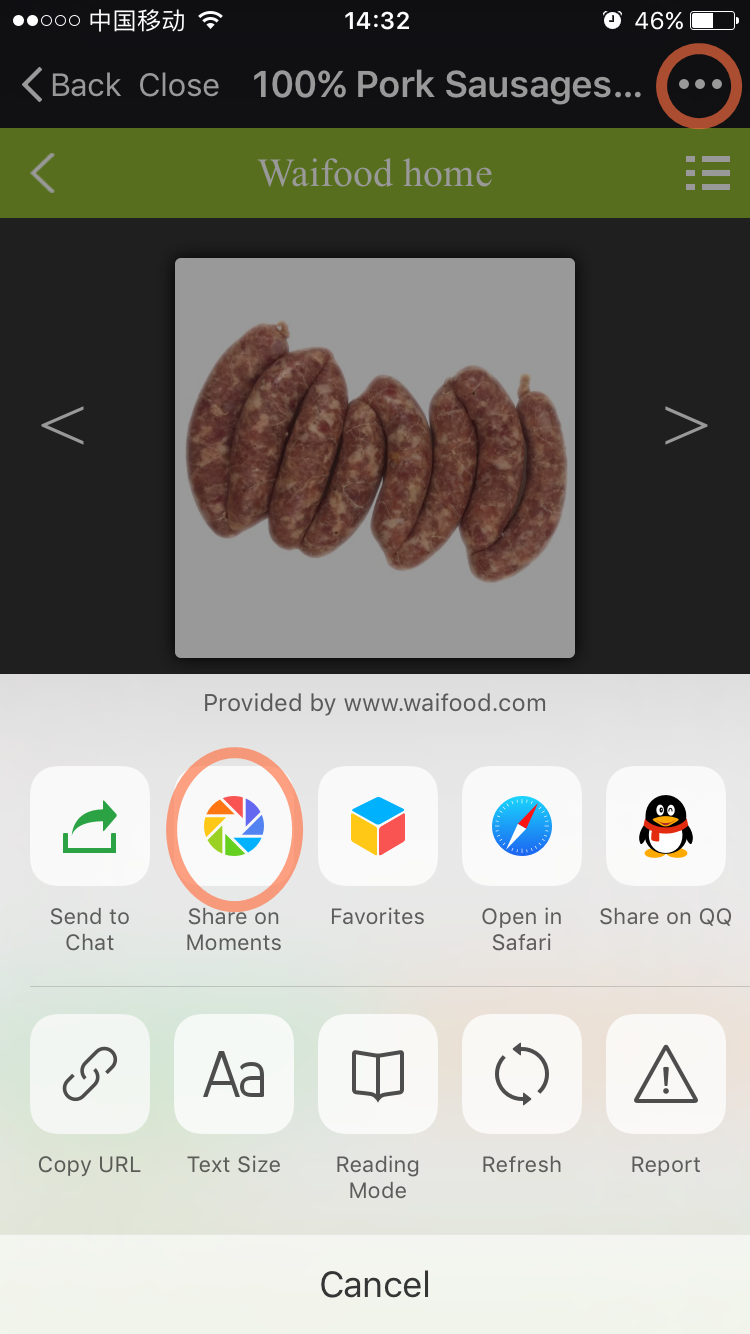 中国移动 14:32 46%
Back Close 100% Pork Sausages...
Waifood home
Provided by www.waifood.com
Send to Chat
Share on Moments
Favorites
Open in Safari
Share on QQ
Aa
Copy URL
Text Size
Reading Mode
Refresh
Report
Cancel